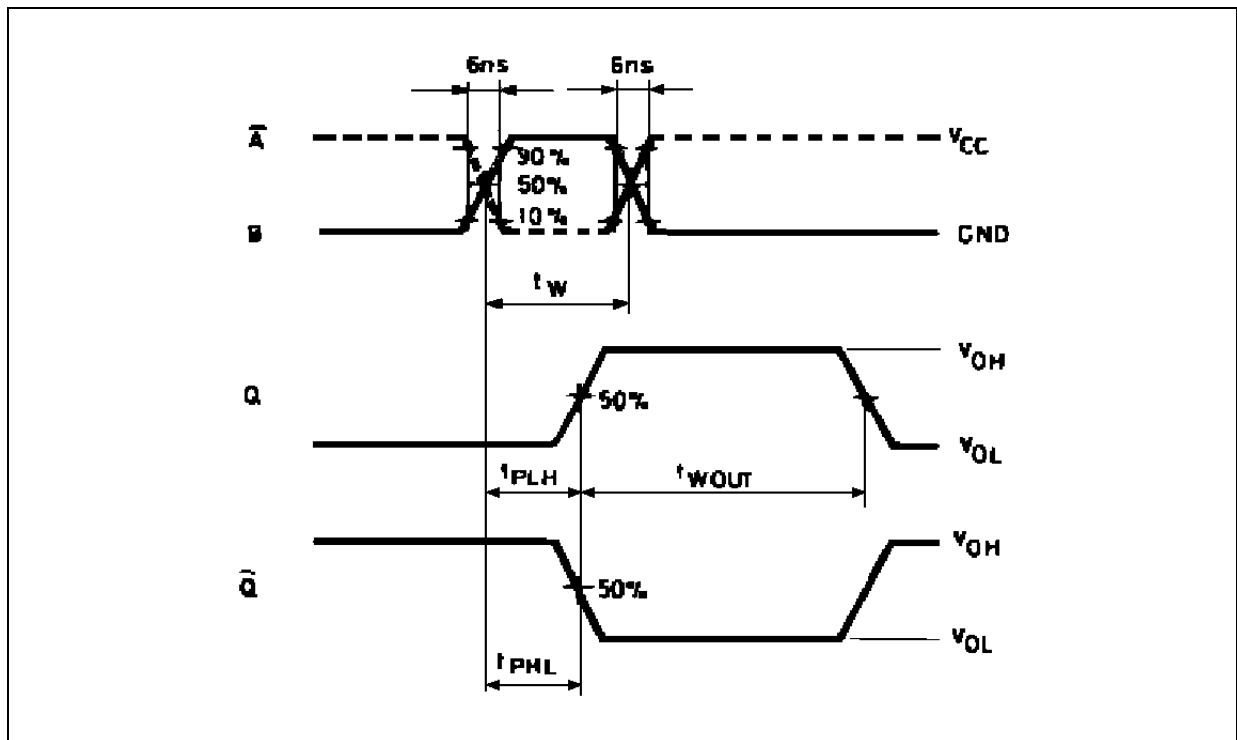 6ns 6ns
A̅ VCC
90%
50%
10%
B GND
tW
VOH
Q 50%
VOL
tPLH tWOUT
VOH
Q̅ 50%
VOL
tPHL